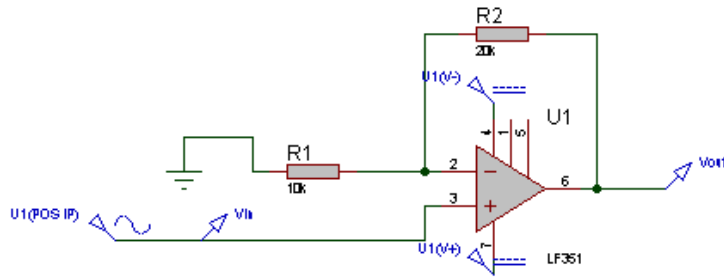 R2
20k
U1(V-)
U1
4
1
5
R1
10k
2
3
6
Vout
U1(POS IP)
Vin
U1(V+)
7
LF351